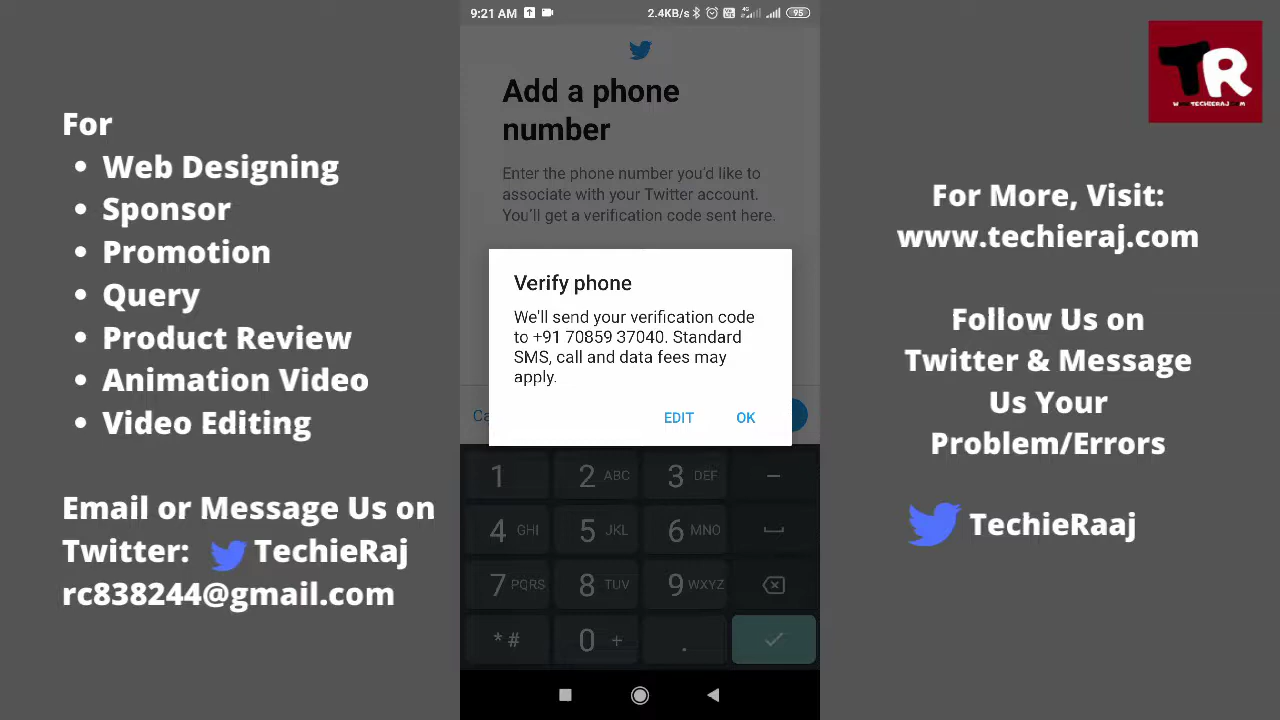 For
• Web Designing
• Sponsor
• Promotion
• Query
• Product Review
• Animation Video
• Video Editing
Email or Message Us on
Twitter: TechieRaj
rc838244@gmail.com
9:21 AM
2.4KB/s
4G
95
Add a phone
number
Enter the phone number you'd like to
associate with your Twitter account.
You'll get a verification code sent here.
Verify phone
We'll send your verification code
to +91 70859 37040. Standard
SMS, call and data fees may
apply.
EDIT OK
Ca
1 2 ABC 3 DEF –
4 GHI 5 JKL 6 MNO
7 PQRS 8 TUV 9 WXYZ
* # 0 + .
TR
WWW.TECHIERAJ.COM
For More, Visit:
www.techieraj.com
Follow Us on
Twitter & Message
Us Your
Problem/Errors
TechieRaaj